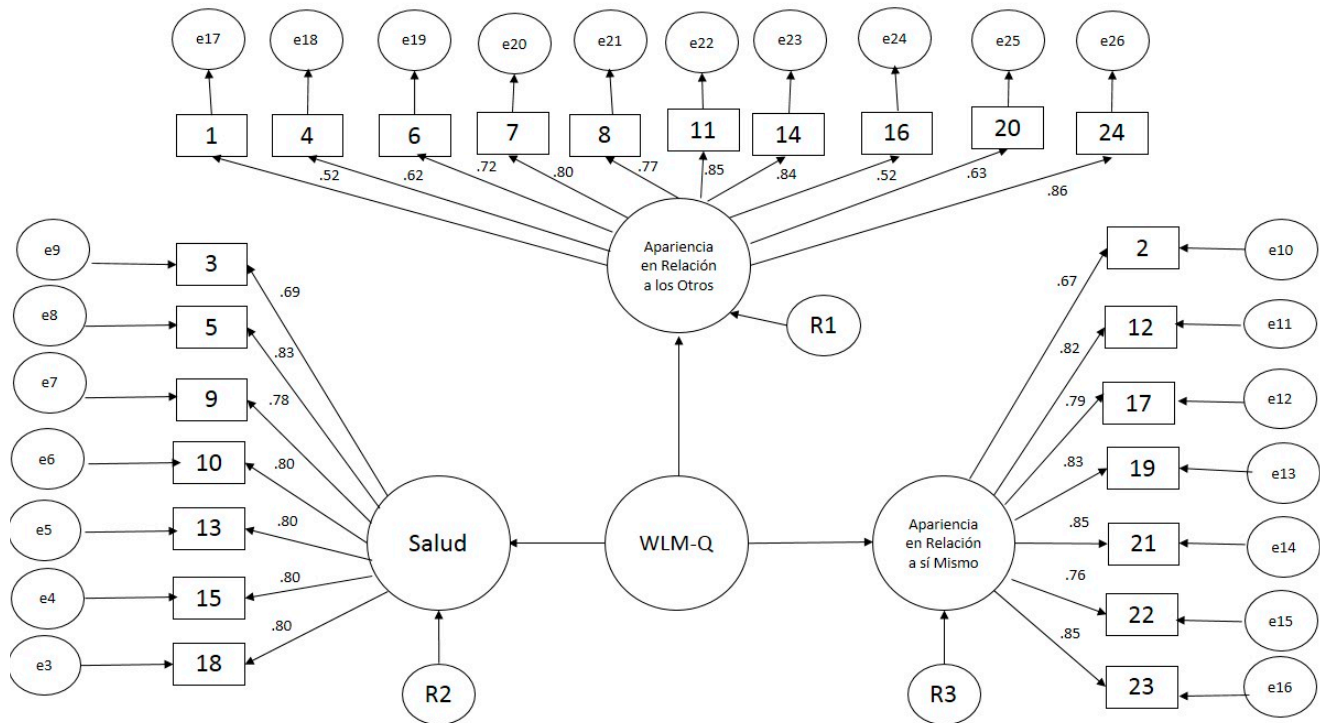 e17
e18
e19
e20
e21
e22
e23
e24
e25
e26
1
4
6
7
8
11
14
16
20
24
.52
.62
.72
.80
.77
.85
.84
.52
.63
.86
Apariencia
en Relación
a los Otros
R1
e9
3
.69
e8
5
.83
e7
9
.78
e6
10
.80
e5
13
.80
e4
15
.80
e3
18
.80
Salud
R2
WLM-Q
Apariencia
en Relación
a sí Mismo
R3
.67
2
e10
.82
12
e11
.79
17
e12
.83
19
e13
.85
21
e14
.76
22
e15
.85
23
e16